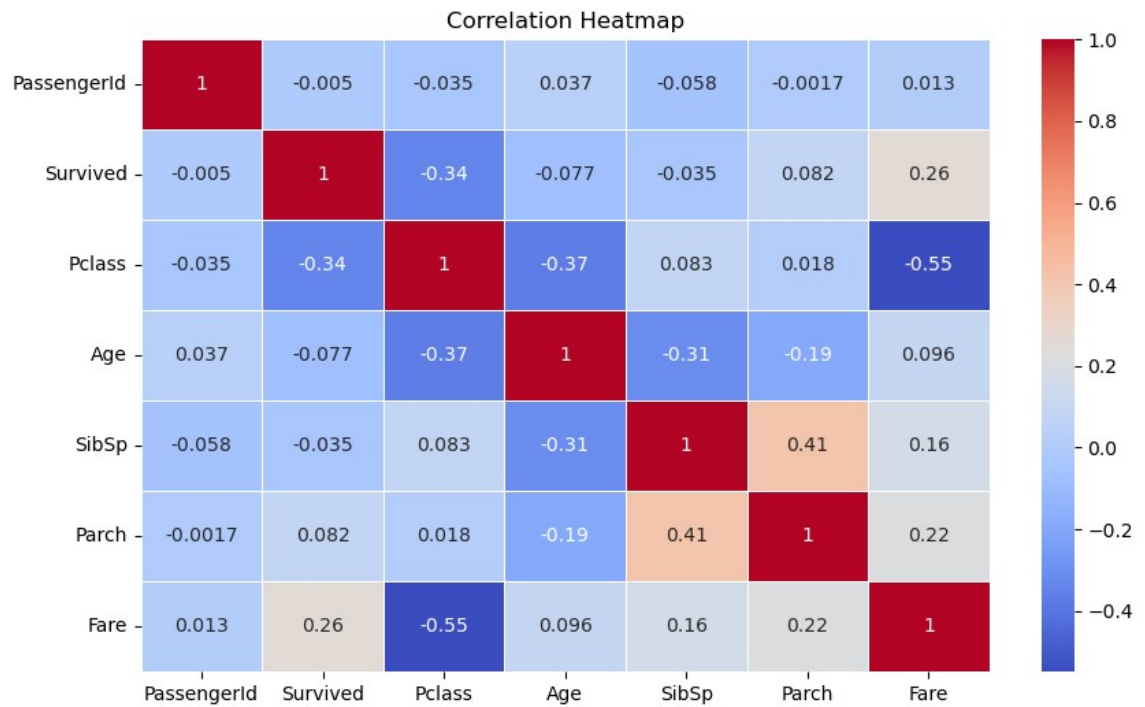 Correlation Heatmap
PassengerId 1 -0.005 -0.035 0.037 -0.058 -0.0017 0.013
Survived -0.005 1 -0.34 -0.077 -0.035 0.082 0.26
Pclass -0.035 -0.34 1 -0.37 0.083 0.018 -0.55
Age 0.037 -0.077 -0.37 1 -0.31 -0.19 0.096
SibSp -0.058 -0.035 0.083 -0.31 1 0.41 0.16
Parch -0.0017 0.082 0.018 -0.19 0.41 1 0.22
Fare 0.013 0.26 -0.55 0.096 0.16 0.22 1
PassengerId Survived Pclass Age SibSp Parch Fare
1.0
0.8
0.6
0.4
0.2
0.0
−0.2
−0.4